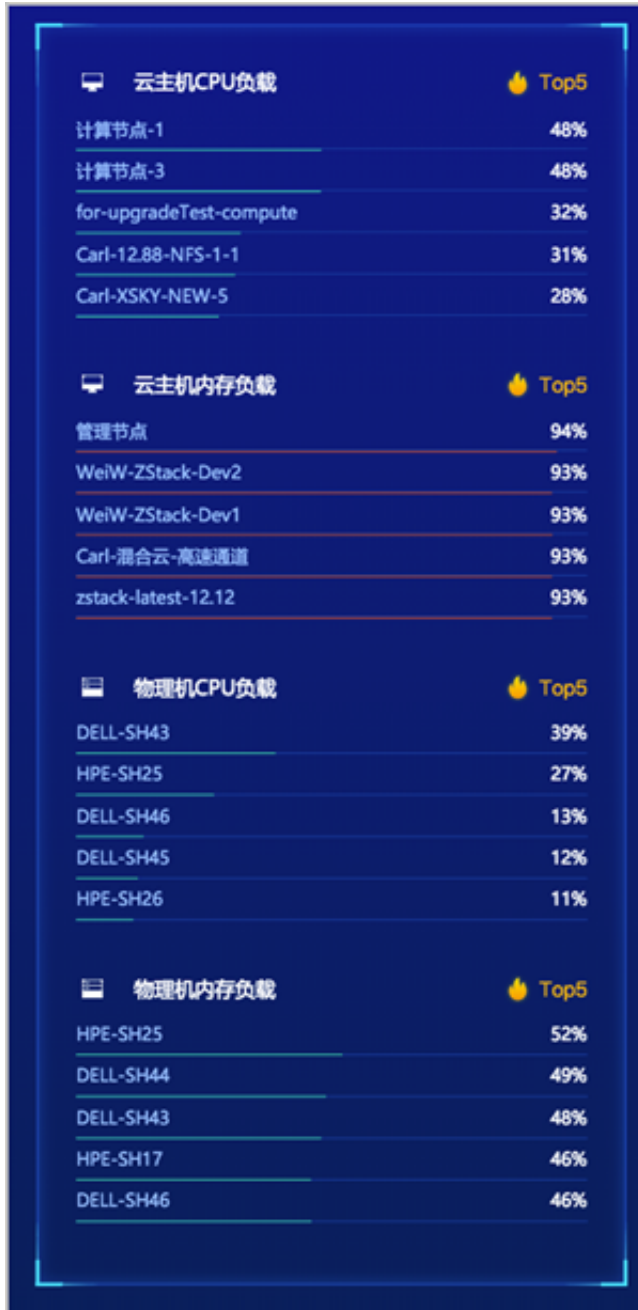 云主机CPU负载 Top5
计算节点-1 48%
计算节点-3 48%
for-upgradeTest-compute 32%
Carl-12.88-NFS-1-1 31%
Carl-XSKY-NEW-5 28%
云主机内存负载 Top5
管理节点 94%
WeiW-ZStack-Dev2 93%
WeiW-ZStack-Dev1 93%
Carl-混合云-高速通道 93%
zstack-latest-12.12 93%
物理机CPU负载 Top5
DELL-SH43 39%
HPE-SH25 27%
DELL-SH46 13%
DELL-SH45 12%
HPE-SH26 11%
物理机内存负载 Top5
HPE-SH25 52%
DELL-SH44 49%
DELL-SH43 48%
HPE-SH17 46%
DELL-SH46 46%